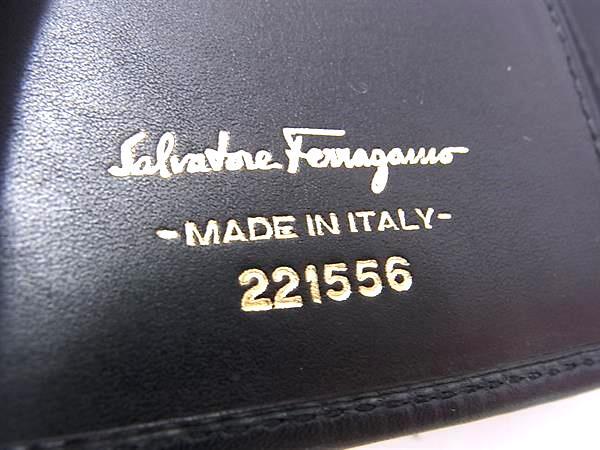 Salvatore Ferragamo
-MADE IN ITALY-
221556